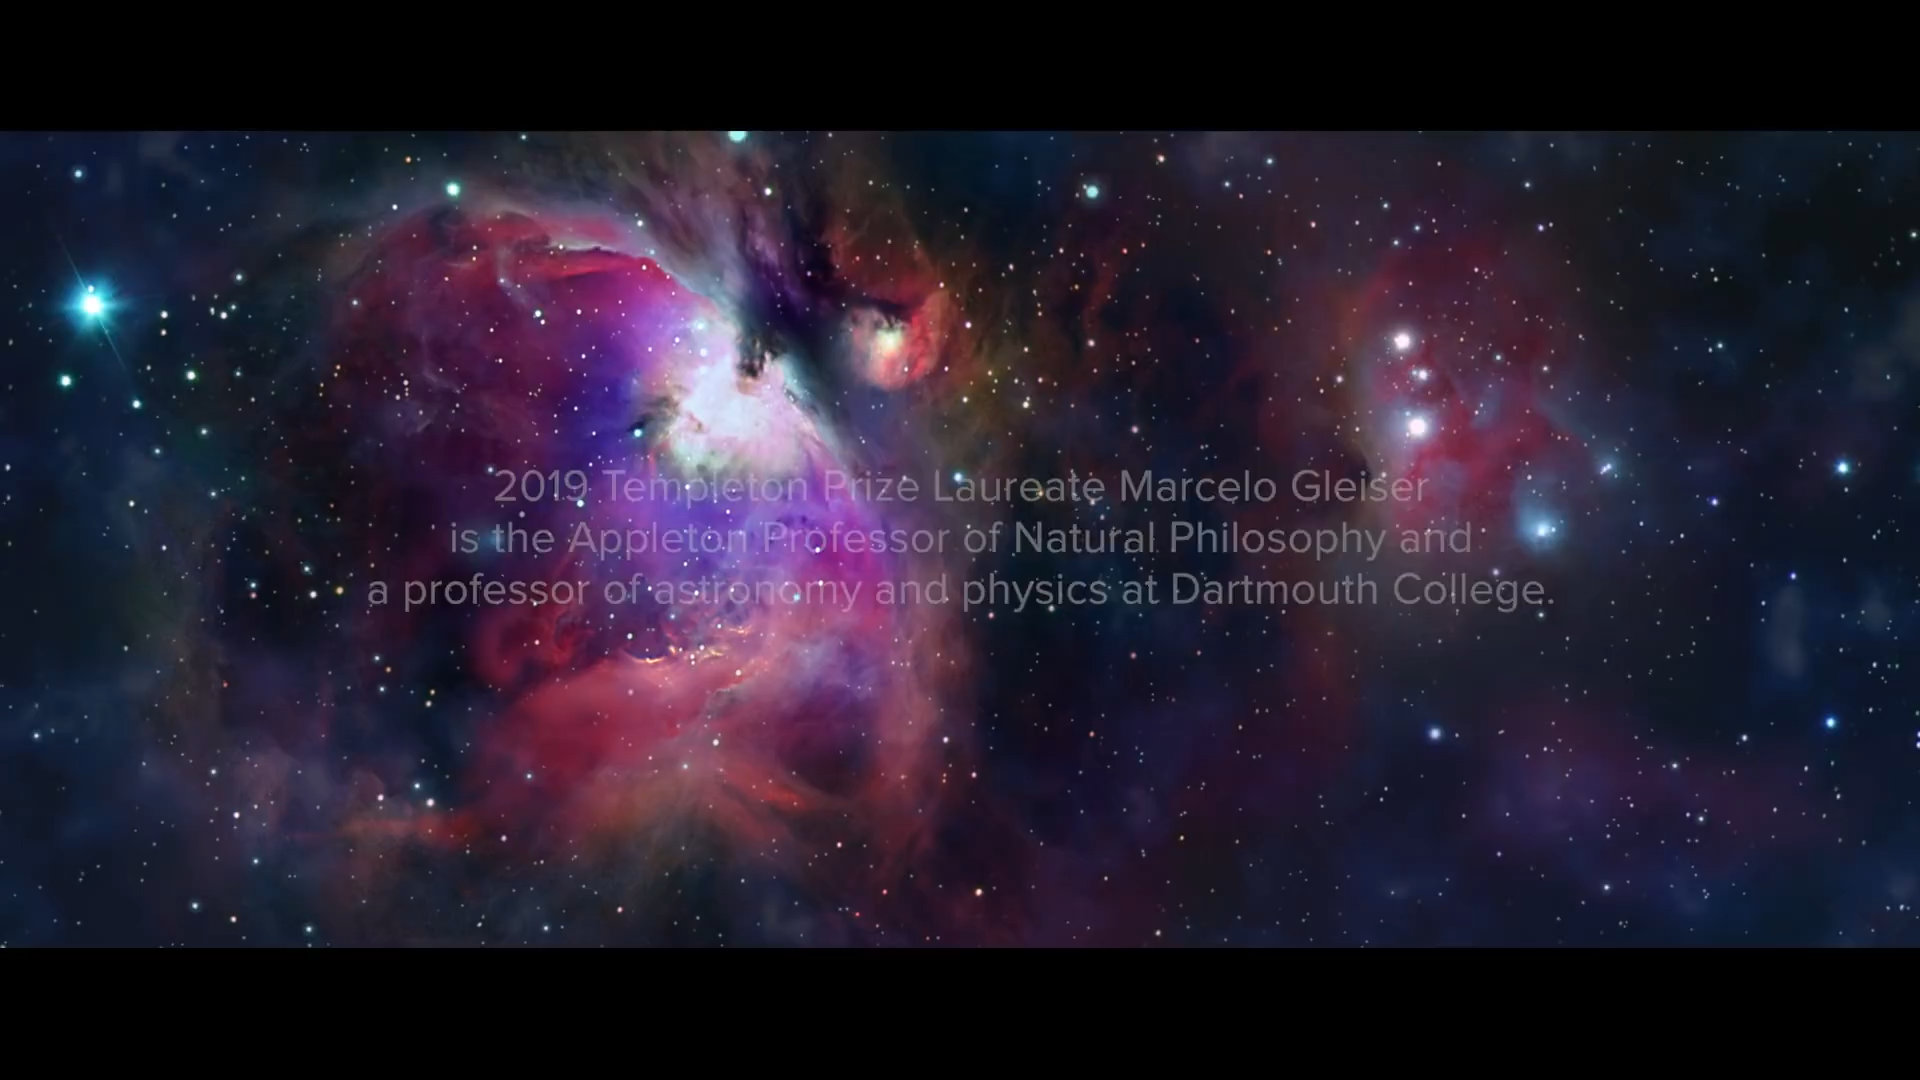 2019 Templeton Prize Laureate Marcelo Gleiser
is the Appleton Professor of Natural Philosophy and
a professor of astronomy and physics at Dartmouth College.